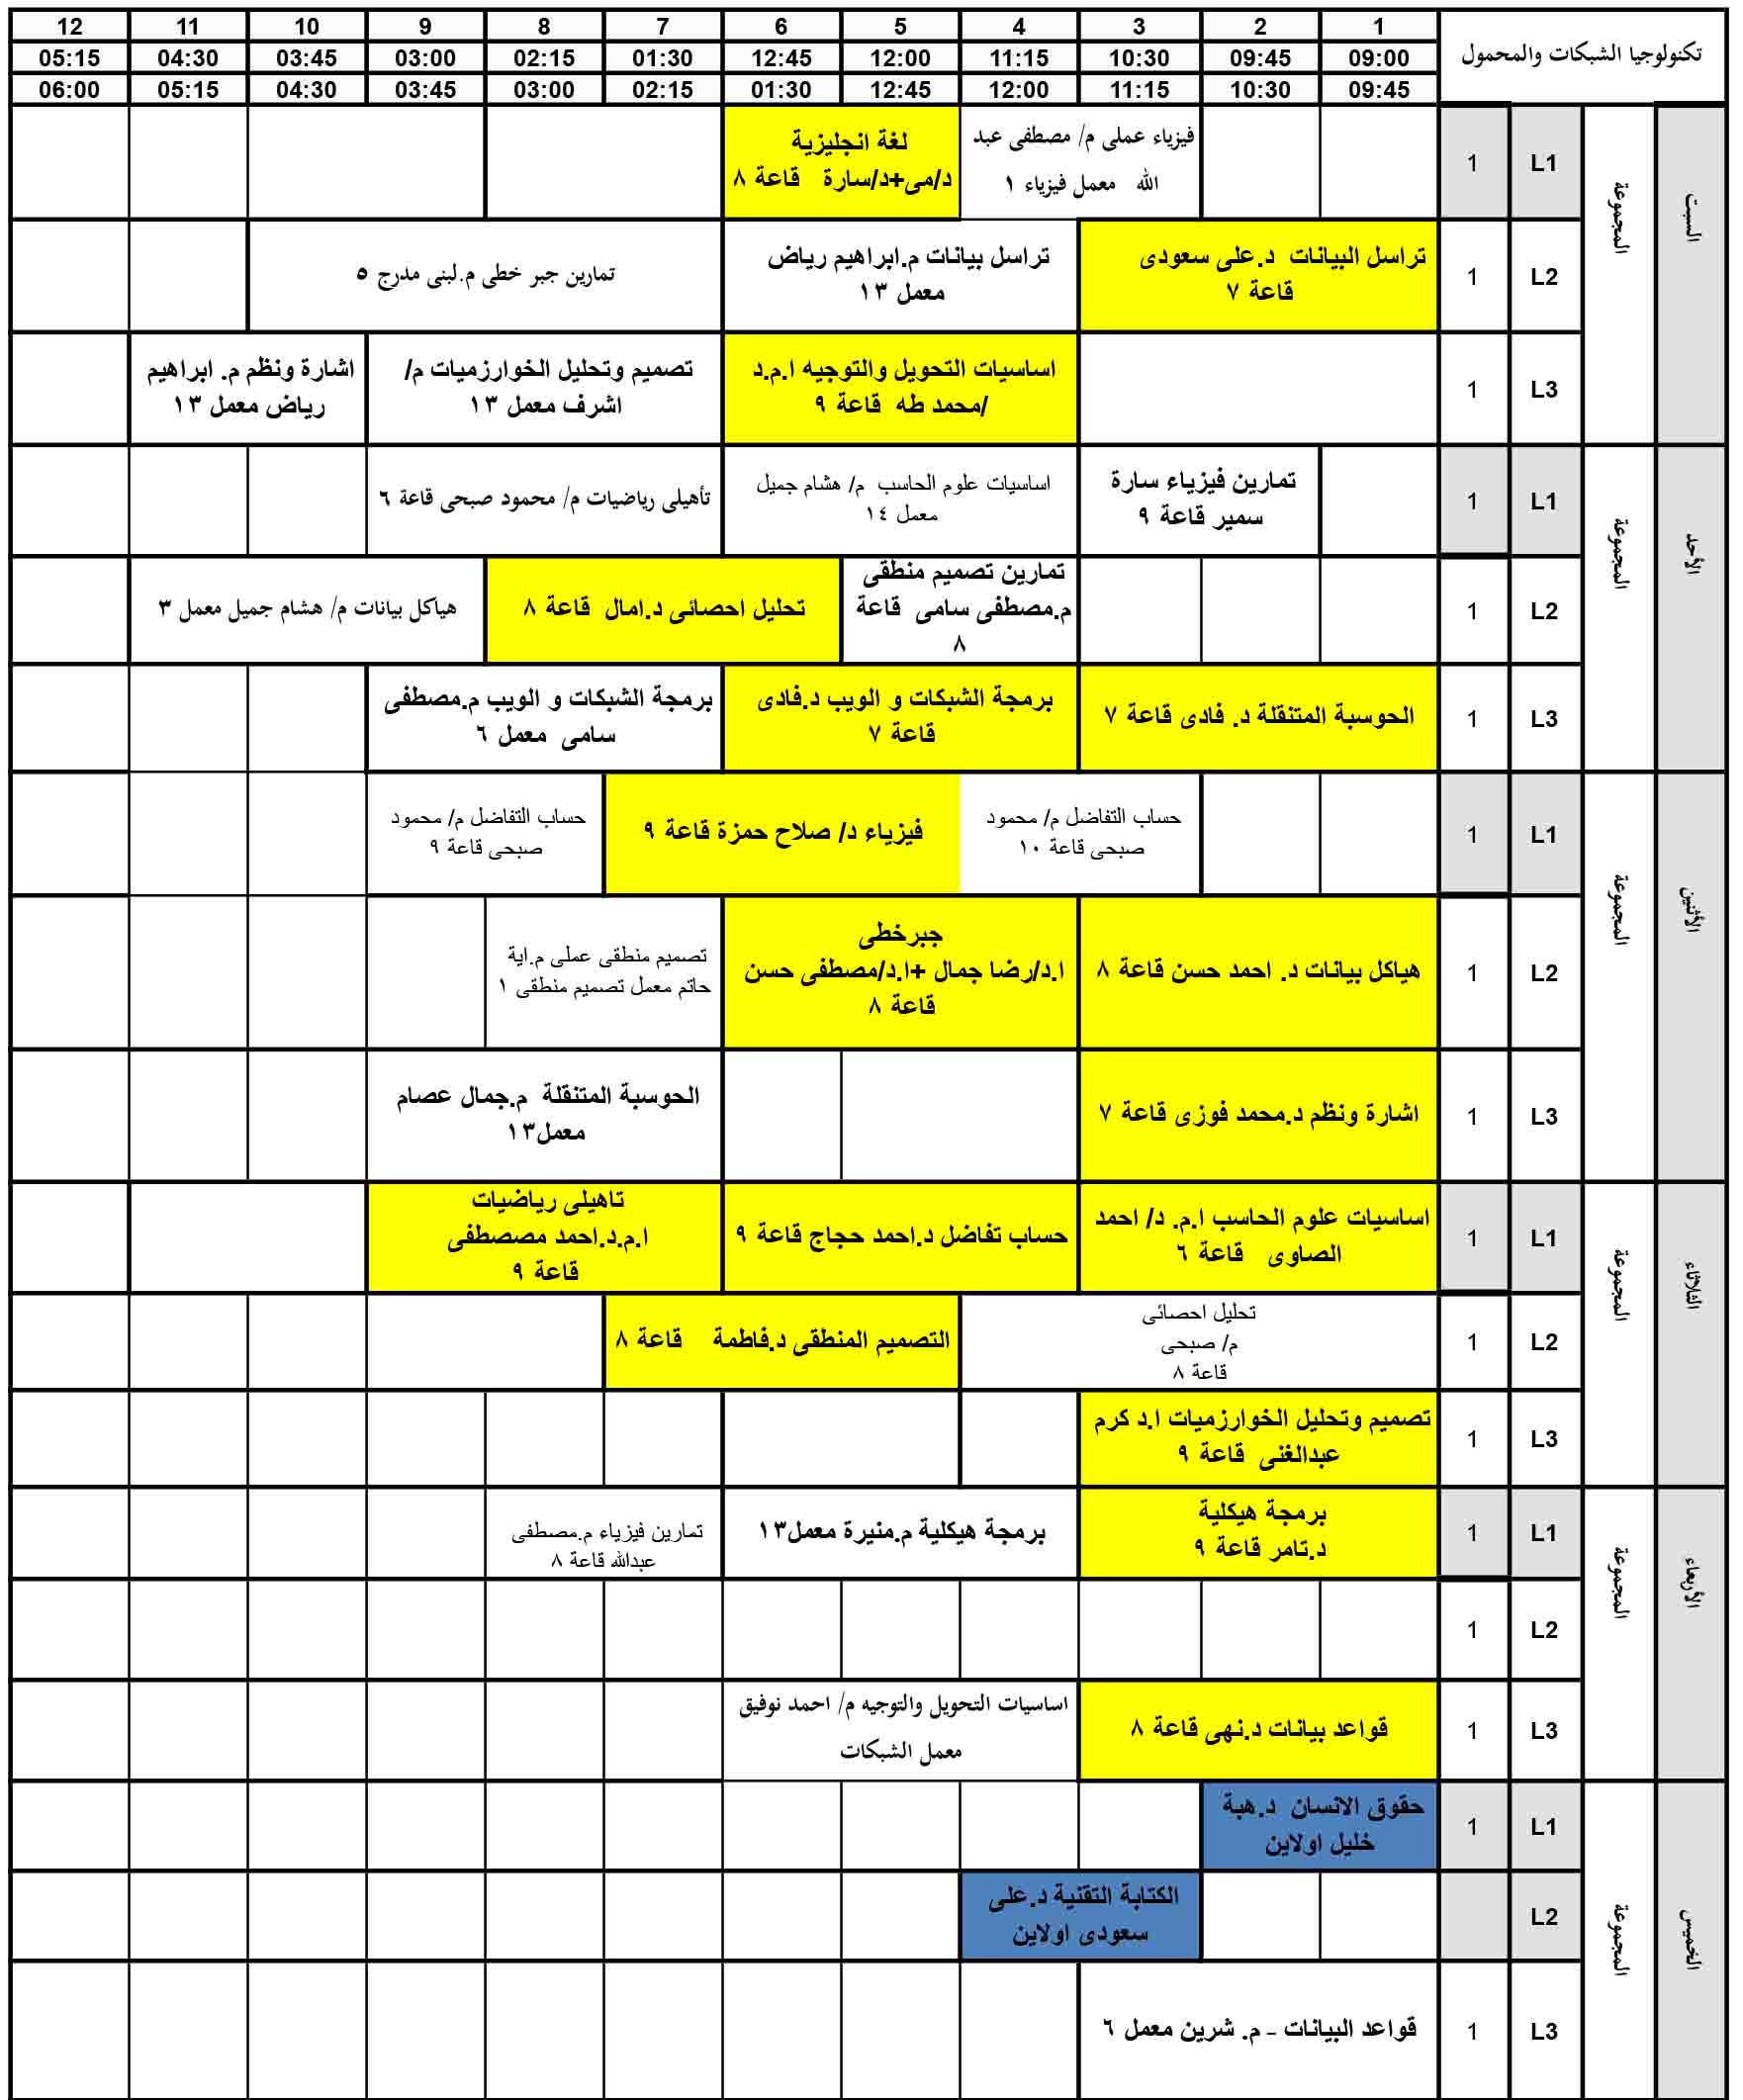 تكنولوجيا الشبكات والمحمول
1 2 3 4 5 6 7 8 9 10 11 12
09:00 09:45 10:30 11:15 12:00 12:45 01:30 02:15 03:00 03:45 04:30 05:15
09:45 10:30 11:15 12:00 12:45 01:30 02:15 03:00 03:45 04:30 05:15 06:00
السبت
المجموعة
L1
1
فيزياء عملى م/ مصطفى عبد
الله معمل فيزياء ١
لغة انجليزية
د/مى+د/سارة قاعة ٨
L2
1
تراسل البيانات د.على سعودى
قاعة ٧
تراسل بيانات م.ابراهيم رياض
معمل ١٣
تمارين جبر خطى م.لبنى مدرج ٥
L3
1
اساسيات التحويل والتوجيه ا.م.د
/محمد طه قاعة ٩
تصميم وتحليل الخوارزميات م/
اشرف معمل ١٣
اشارة ونظم م. ابراهيم
رياض معمل ١٣
الأحد
المجموعة
L1
1
تمارين فيزياء سارة
سمير قاعة ٩
اساسيات علوم الحاسب م/ هشام جميل
معمل ١٤
تأهيلى رياضيات م/ محمود صبحى قاعة ٦
L2
1
تمارين تصميم منطقى
م.مصطفى سامى قاعة
٨
تحليل احصائى د.امال قاعة ٨
هياكل بيانات م/ هشام جميل معمل ٣
L3
1
الحوسبة المتنقلة د. فادى قاعة ٧
برمجة الشبكات و الويب د.فادى
قاعة ٧
برمجة الشبكات و الويب م.مصطفى
سامى معمل ٦
الأثنين
المجموعة
L1
1
حساب التفاضل م/ محمود
صبحى قاعة ١٠
فيزياء د/ صلاح حمزة قاعة ٩
حساب التفاضل م/ محمود
صبحى قاعة ٩
L2
1
هياكل بيانات د. احمد حسن قاعة ٨
جبرخطى
ا.د/رضا جمال +ا.د/مصطفى حسن
قاعة ٨
تصميم منطقى عملى م.اية
حاتم معمل تصميم منطقى ١
L3
1
اشارة ونظم د.محمد فوزى قاعة ٧
الحوسبة المتنقلة م.جمال عصام
معمل١٣
الثلاثاء
المجموعة
L1
1
اساسيات علوم الحاسب ا.م. د/ احمد
الصاوى قاعة ٦
حساب تفاضل د.احمد حجاج قاعة ٩
تاهيلى رياضيات
ا.م.د.احمد مصصطفى
قاعة ٩
L2
1
تحليل احصائى
م/ صبحى
قاعة ٨
التصميم المنطقى د.فاطمة قاعة ٨
L3
1
تصميم وتحليل الخوارزميات ا.د كرم
عبدالغنى قاعة ٩
الأربعاء
المجموعة
L1
1
برمجة هيكلية
د.تامر قاعة ٩
برمجة هيكلية م.منيرة معمل١٣
تمارين فيزياء م.مصطفى
عبدالله قاعة ٨
L2
1
L3
1
قواعد بيانات د.نهى قاعة ٨
اساسيات التحويل والتوجيه م/ احمد نوفيق
معمل الشبكات
الخميس
المجموعة
L1
1
حقوق الانسان د.هبة
خليل اولاين
L2
الكتابة التقنية د.على
سعودى اولاين
L3
1
قواعد البيانات - م. شرين معمل ٦